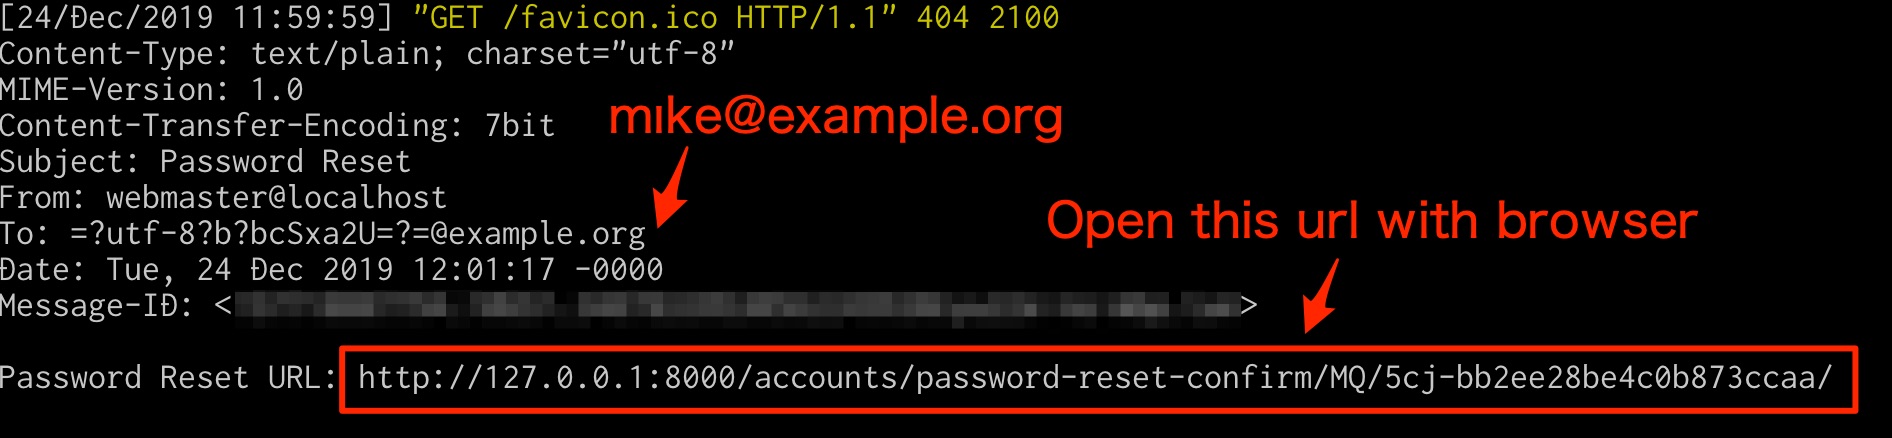 [24/Đec/2019 11:59:59] "GET /favicon.ico HTTP/1.1" 404 2100
Content-Type: text/plain; charset="utf-8"
MIME-Version: 1.0
Content-Transfer-Encoding: 7bit
mıke@example.org
Subject: Password Reset
From: webmaster@localhost
To: =?utf-8?b?bcSxa2U=?=@example.org
Open this url with browser
Đate: Tue, 24 Đec 2019 12:01:17 -0000
Message-IĐ: < >
Password Reset URL: http://127.0.0.1:8000/accounts/password-reset-confirm/MQ/5cj-bb2ee28be4c0b873ccaa/